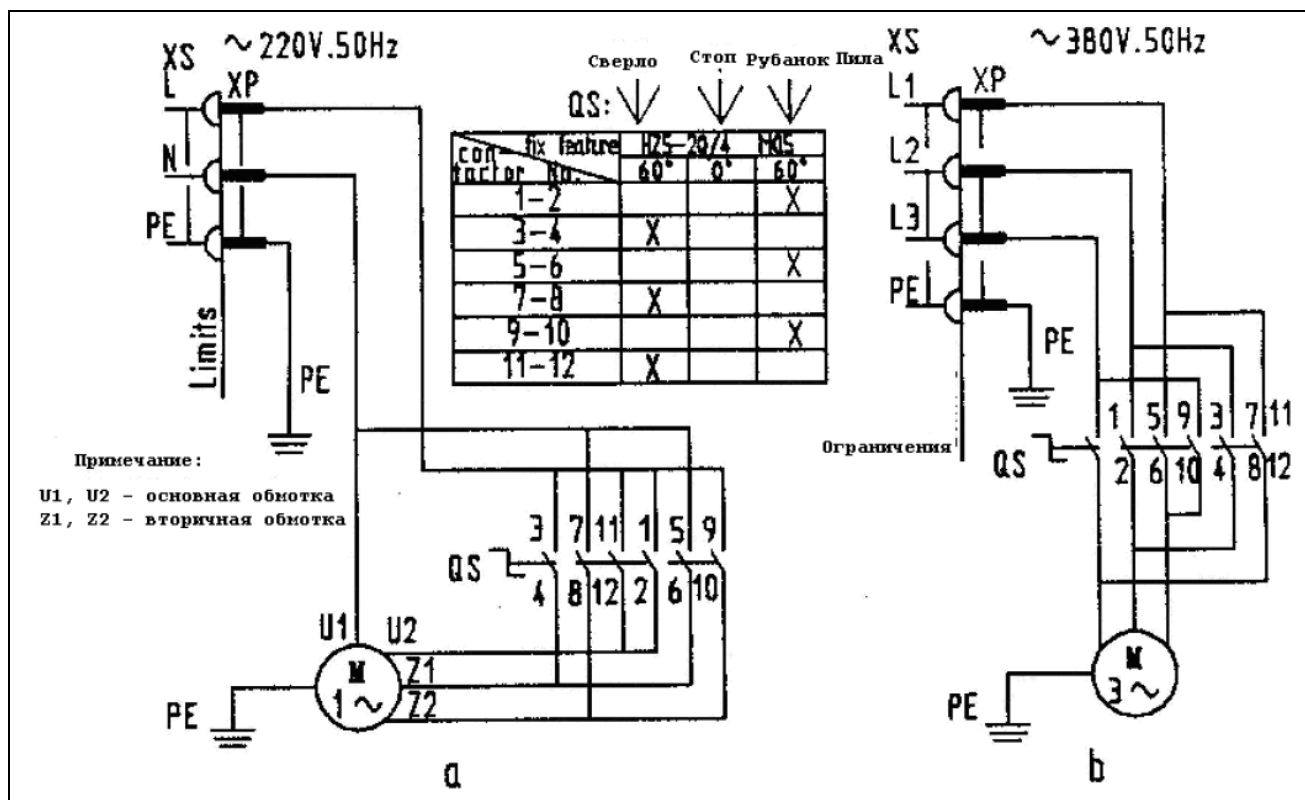 XS ~220V.50Hz
L XP
N
PE
Limits
PE
Сверло Стоп Рубанок Пила
QS:
fix feature HZ5-20/4 M05
con-
tactor No. 60° 0° 60°
1-2 X
3-4 X
5-6 X
7-8 X
9-10 X
11-12 X
XS ~380V.50Hz
L1 XP
L2
L3
PE
PE
Ограничения
Примечание:
U1, U2 - основная обмотка
Z1, Z2 - вторичная обмотка
3 7 11 1 5 9
QS
4 8 12 2 6 10
U1 U2
M Z1
1 ~ Z2
PE
a
1 5 9 3 7 11
QS
2 6 10 4 8 12
M
3 ~
PE
b